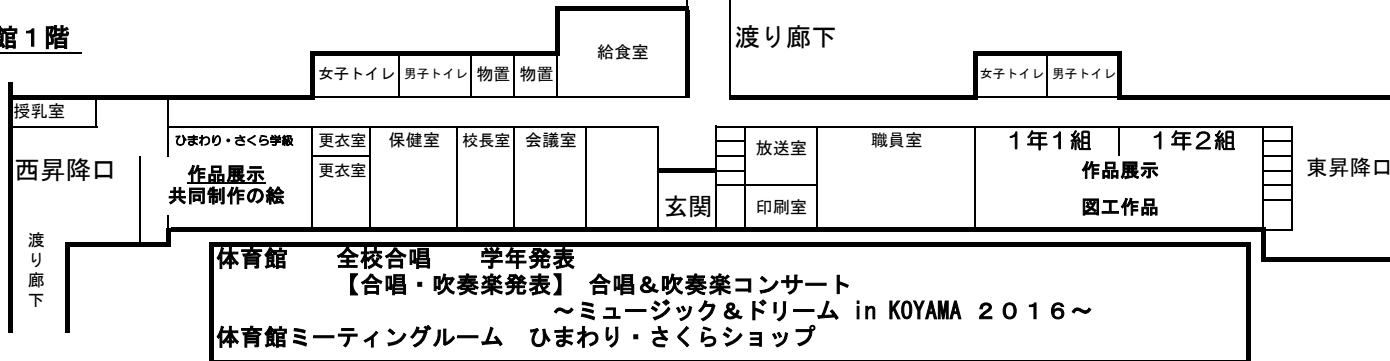 館１階
渡り廊下
給食室
女子トイレ
男子トイレ
物置
物置
女子トイレ
男子トイレ
授乳室
ひまわり・さくら学級
更衣室
保健室
校長室
会議室
放送室
職員室
１年１組
１年２組
西昇降口
作品展示
共同制作の絵
更衣室
作品展示
東昇降口
玄関
印刷室
図工作品
渡り廊下
体育館　全校合唱　学年発表
【合唱・吹奏楽発表】 合唱＆吹奏楽コンサート
～ミュージック＆ドリーム in KOYAMA ２０１６～
体育館ミーティングルーム　ひまわり・さくらショップ